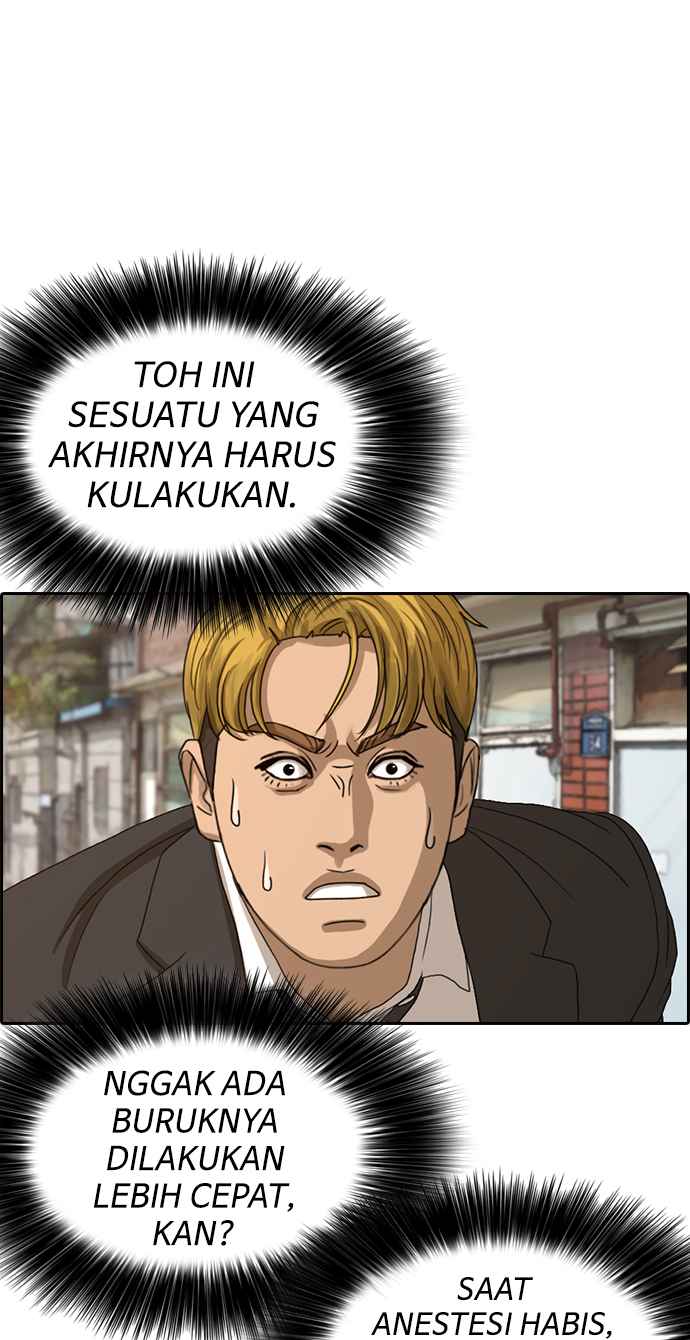 TOH INI
SESUATU YANG
AKHIRNYA HARUS
KULAKUKAN.
NGGAK ADA
BURUKNYA
DILAKUKAN
LEBIH CEPAT,
KAN?
SAAT
ANESTESI HABIS,